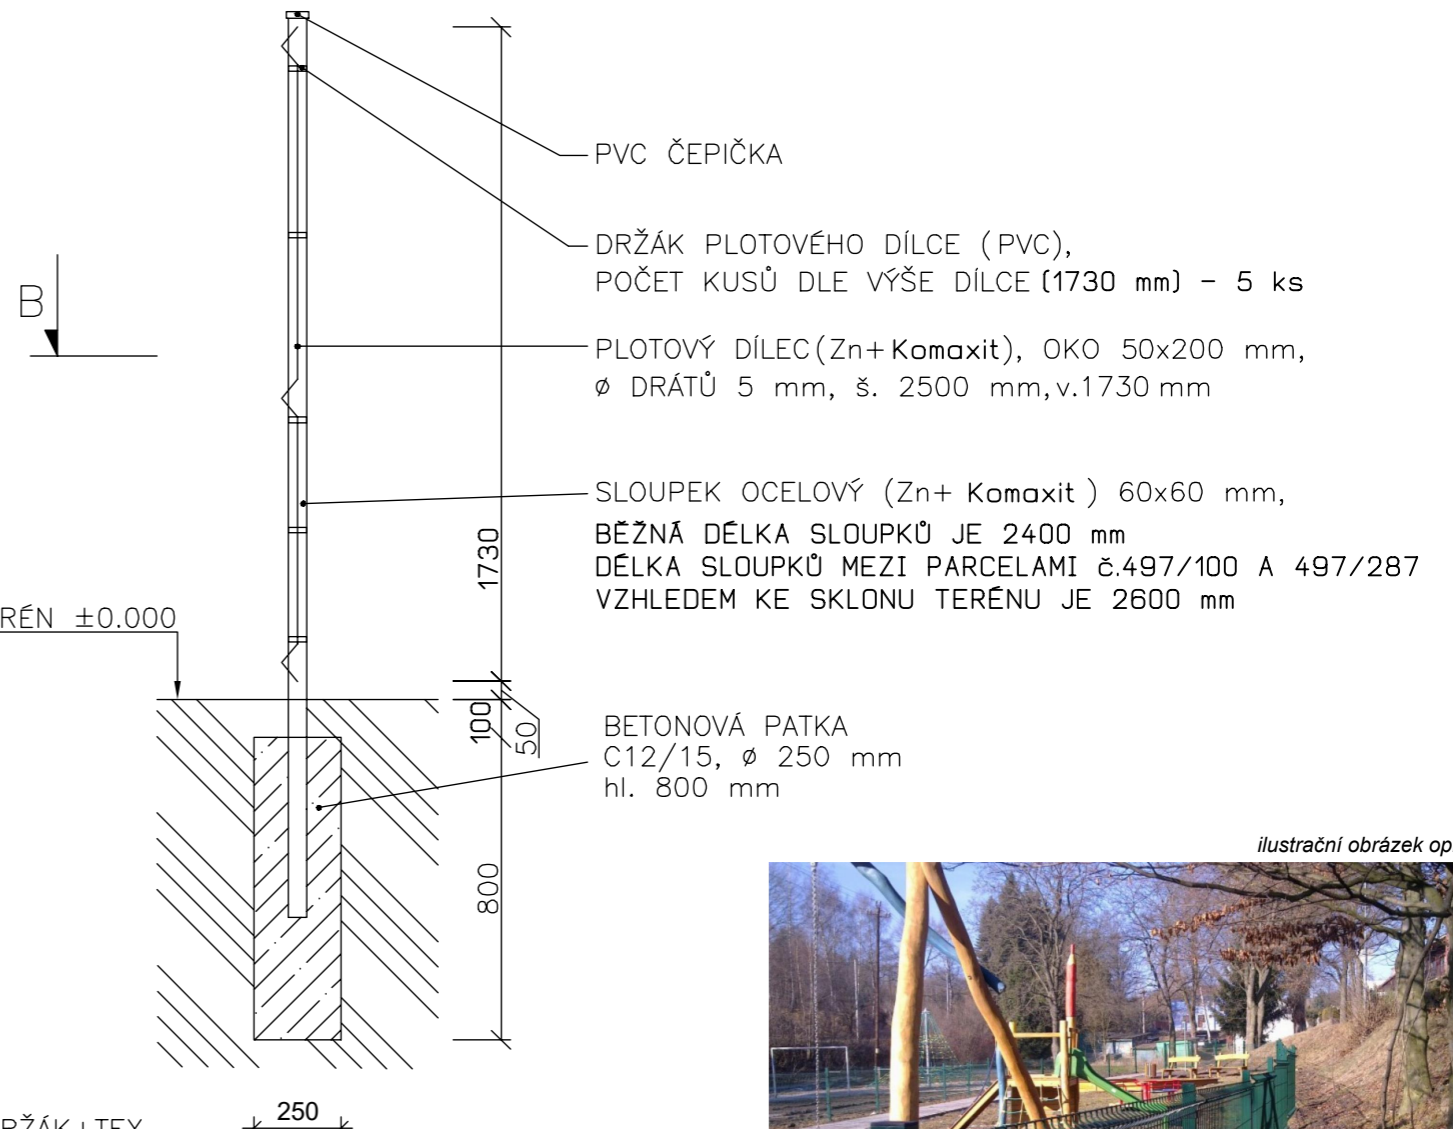 PVC ČEPIČKA
DRŽÁK PLOTOVÉHO DÍLCE (PVC),
POČET KUSŮ DLE VÝŠE DÍLCE (1730 mm) - 5 ks
B
PLOTOVÝ DÍLEC (Zn+ Komaxit), OKO 50x200 mm,
ø DRÁTŮ 5 mm, š. 2500 mm, v.1730 mm
SLOUPEK OCELOVÝ (Zn+ Komaxit ) 60x60 mm,
BĚŽNÁ DÉLKA SLOUPKŮ JE 2400 mm
DÉLKA SLOUPKŮ MEZI PARCELAMI č.497/100 A 497/287
VZHLEDEM KE SKLONU TERÉNU JE 2600 mm
1730
RÉN ±0.000
100
50
BETONOVÁ PATKA
C12/15, ø 250 mm
hl. 800 mm
800
ilustrační obrázek op
250